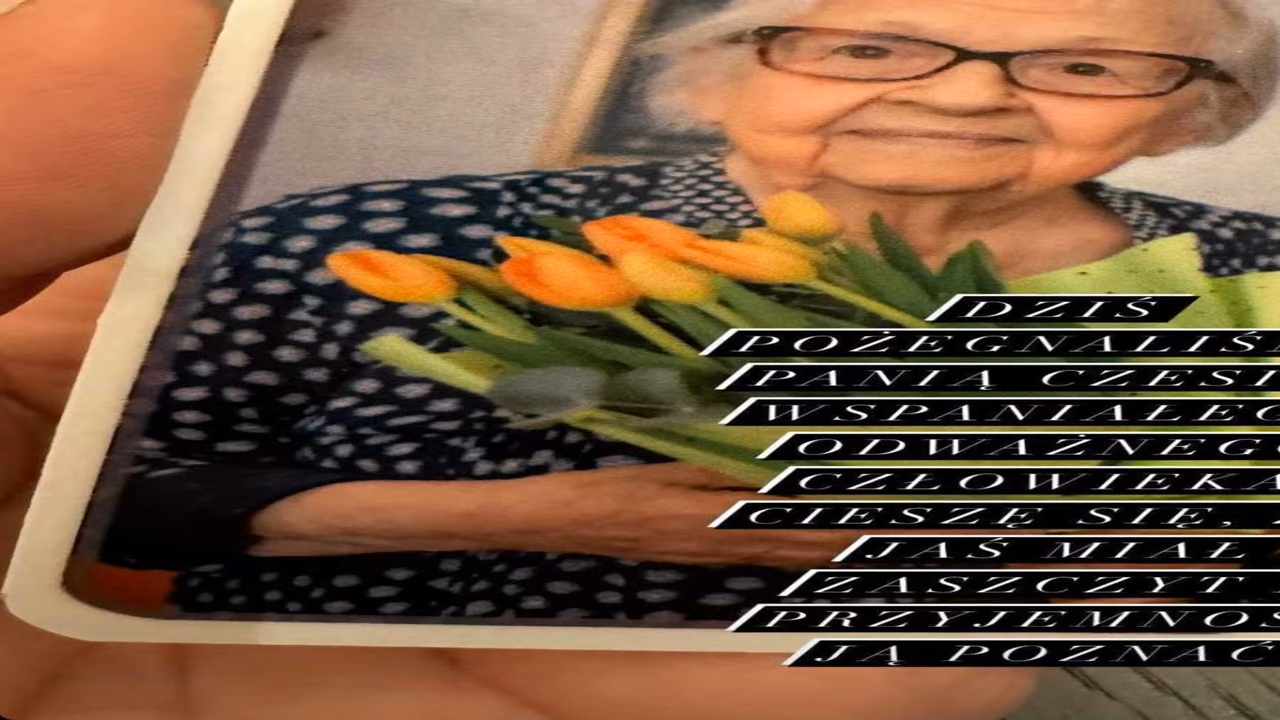 DZIŚ
POŻEGNALIŚ
PANIĄ CZESI
WSPANIAŁEG
ODWAŻNEGO
CZŁOWIEKA
CIESZĘ SIĘ,
JAŚ MIAŁ
ZASZCZYT
PRZYJEMNOŚ
JĄ POZNAĆ